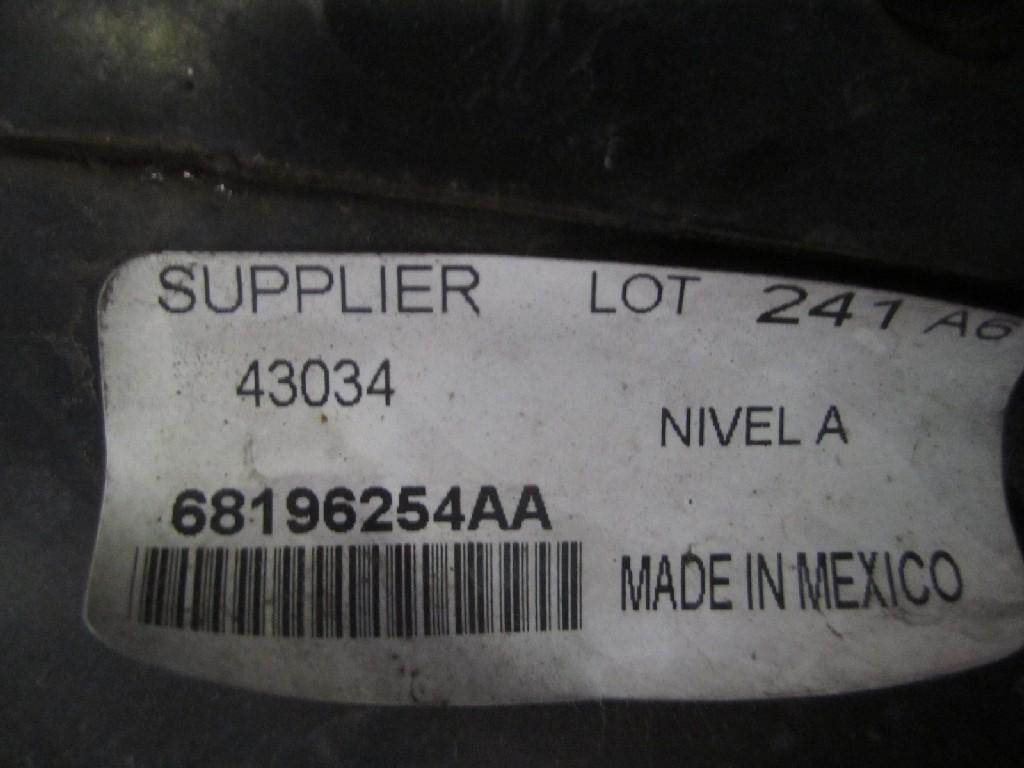 SUPPLIER LOT 241 A6
43034
NIVEL A
68196254AA
MADE IN MEXICO